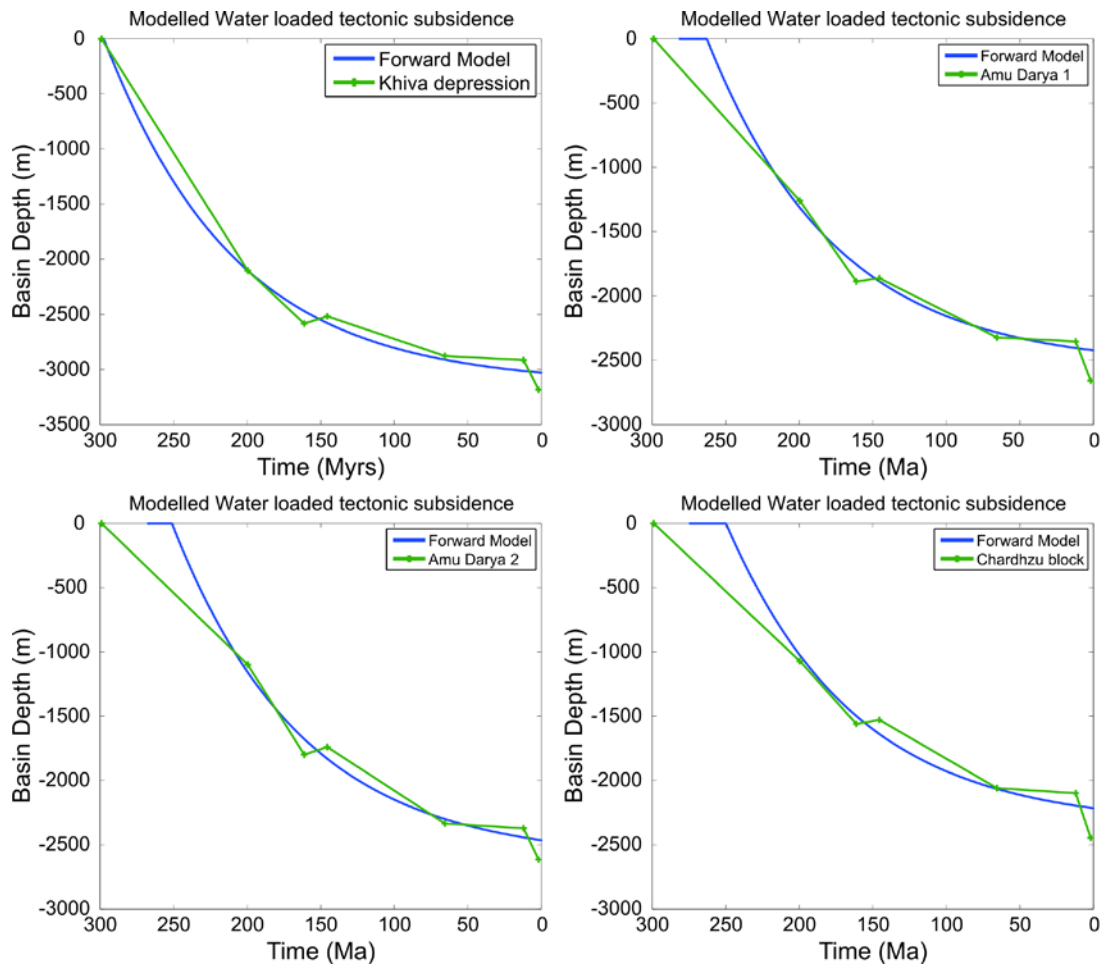 Modelled Water loaded tectonic subsidence
0
-500
-1000
-1500
-2000
-2500
-3000
-3500
Basin Depth (m)
Forward Model
Khiva depression
300 250 200 150 100 50 0
Time (Myrs)
Modelled Water loaded tectonic subsidence
0
-500
-1000
-1500
-2000
-2500
-3000
Basin Depth (m)
Forward Model
Amu Darya 1
300 250 200 150 100 50 0
Time (Ma)
Modelled Water loaded tectonic subsidence
0
-500
-1000
-1500
-2000
-2500
-3000
Basin Depth (m)
Forward Model
Amu Darya 2
300 250 200 150 100 50 0
Time (Ma)
Modelled Water loaded tectonic subsidence
0
-500
-1000
-1500
-2000
-2500
-3000
Basin Depth (m)
Forward Model
Chardhzu block
300 250 200 150 100 50 0
Time (Ma)